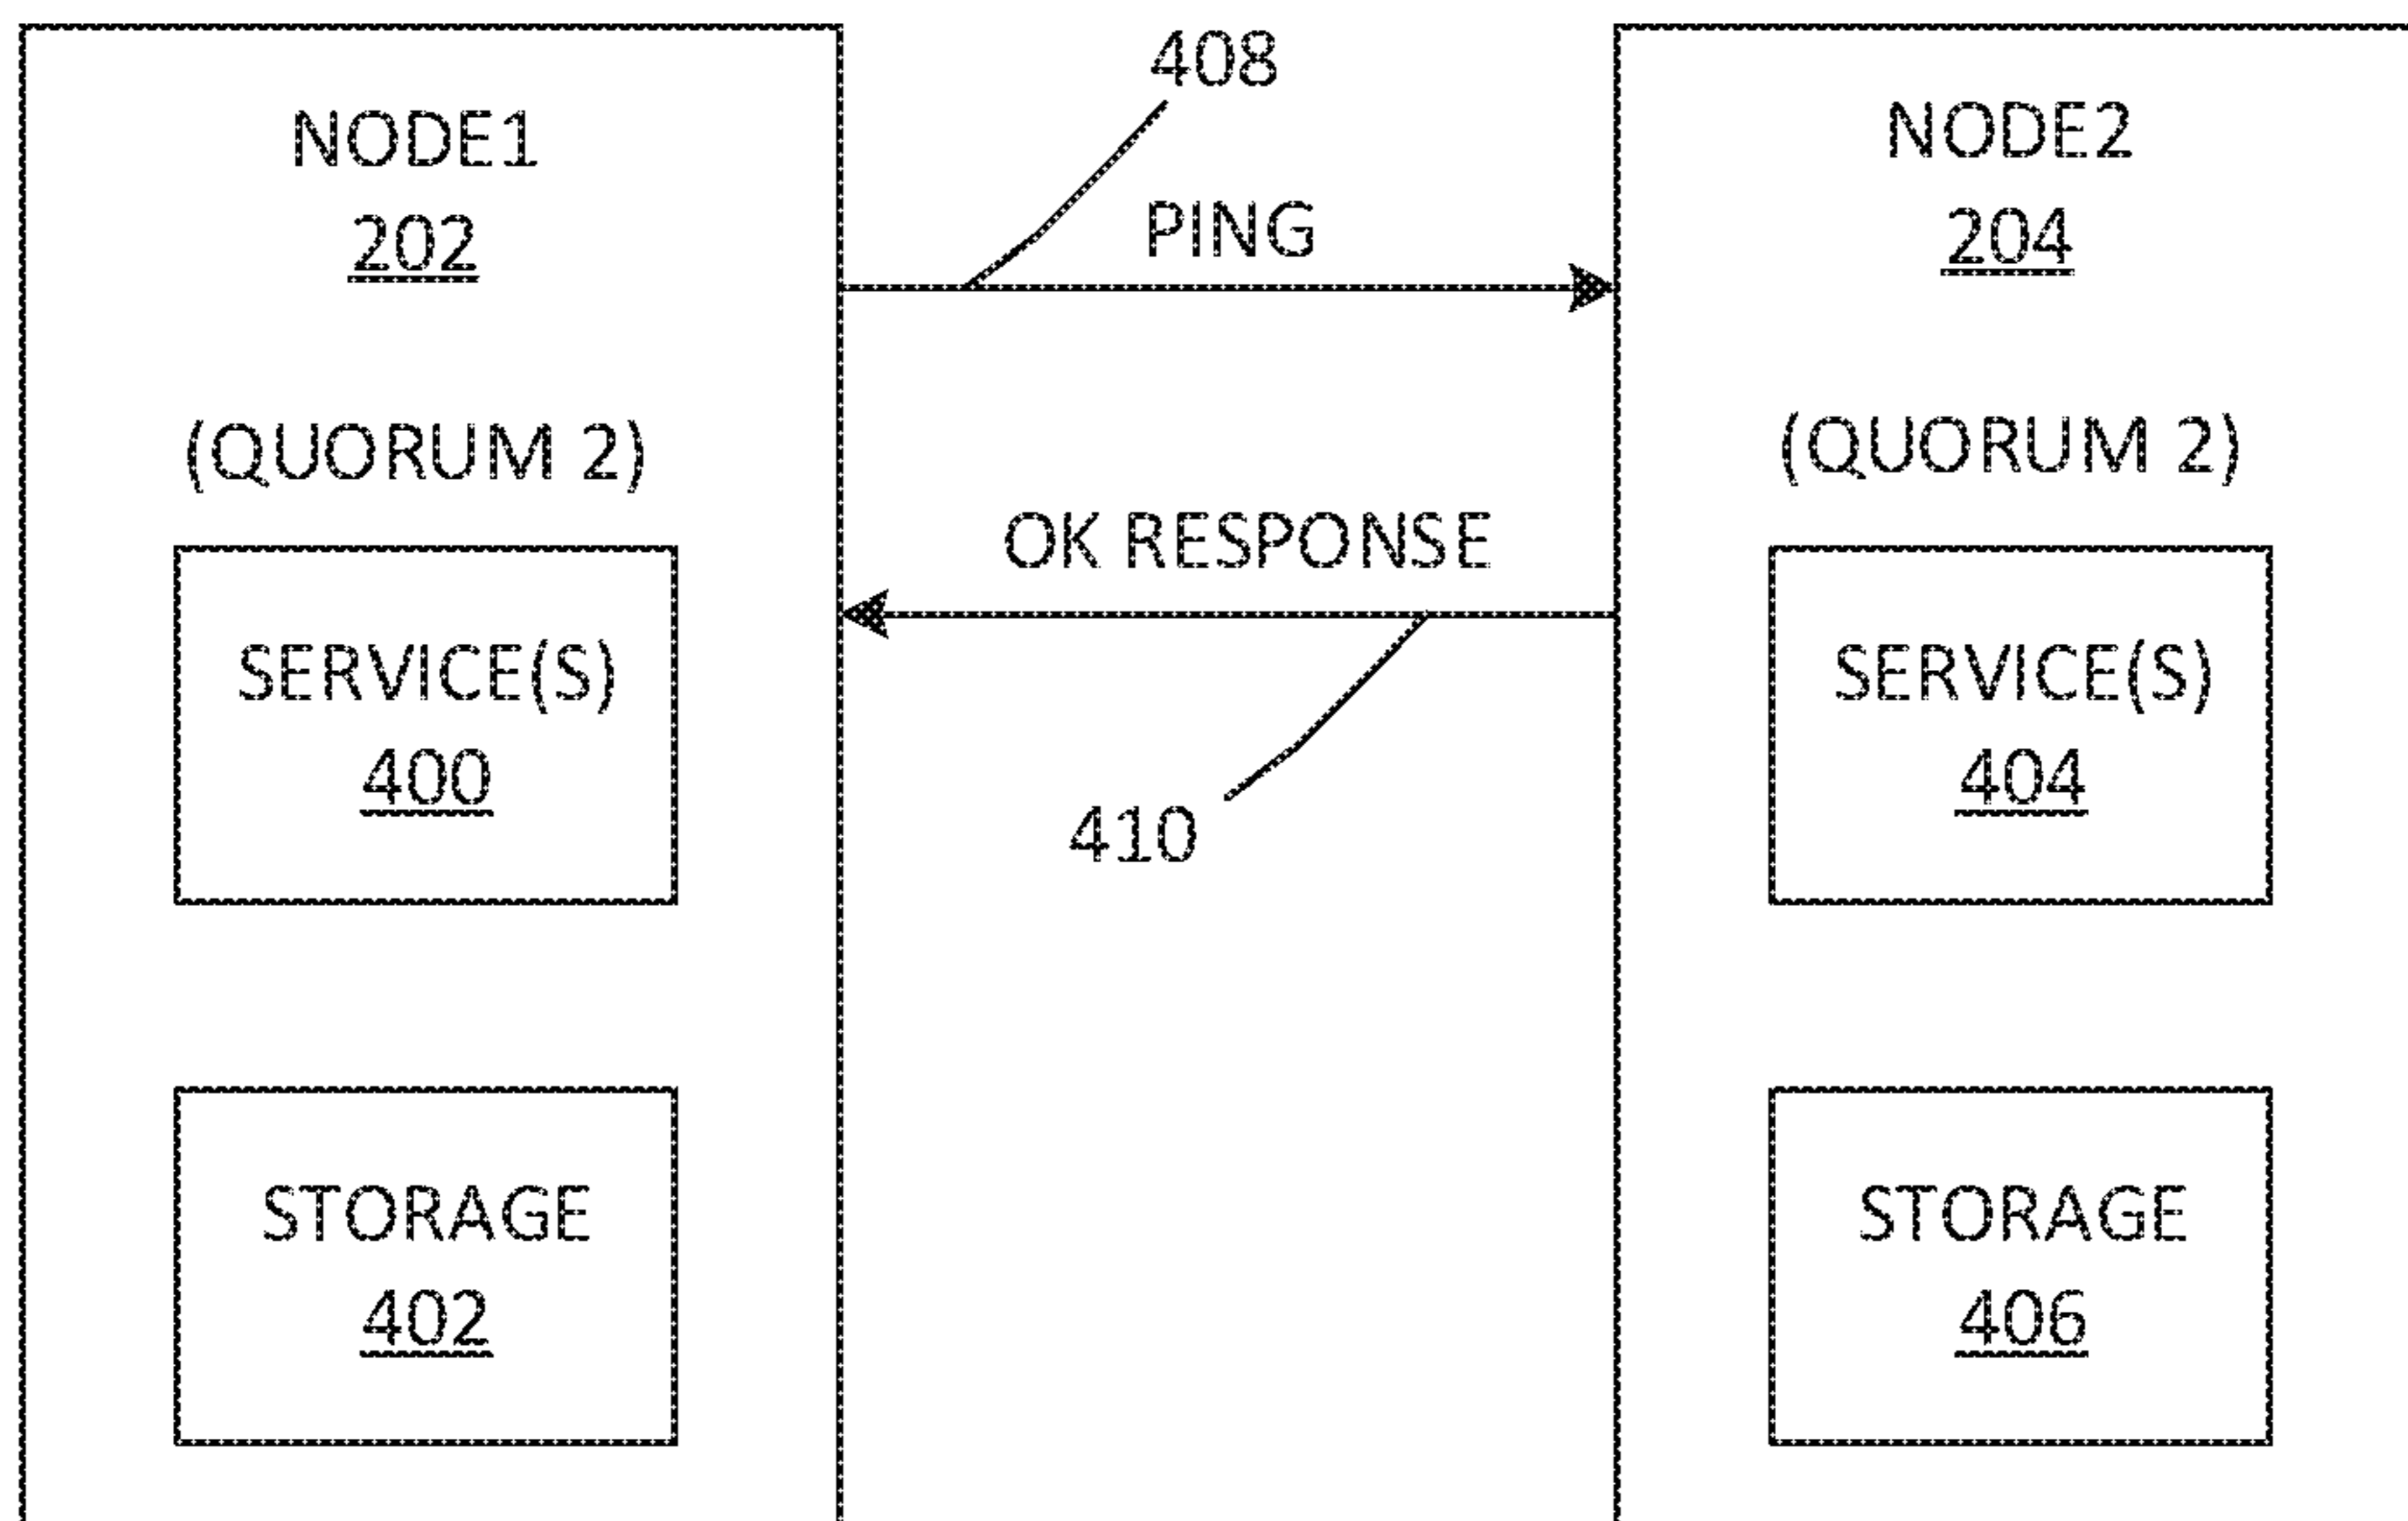 NODE1
202
(QUORUM 2)
SERVICE(S)
400
STORAGE
402
408
PING
OK RESPONSE
410
NODE2
204
(QUORUM 2)
SERVICE(S)
404
STORAGE
406